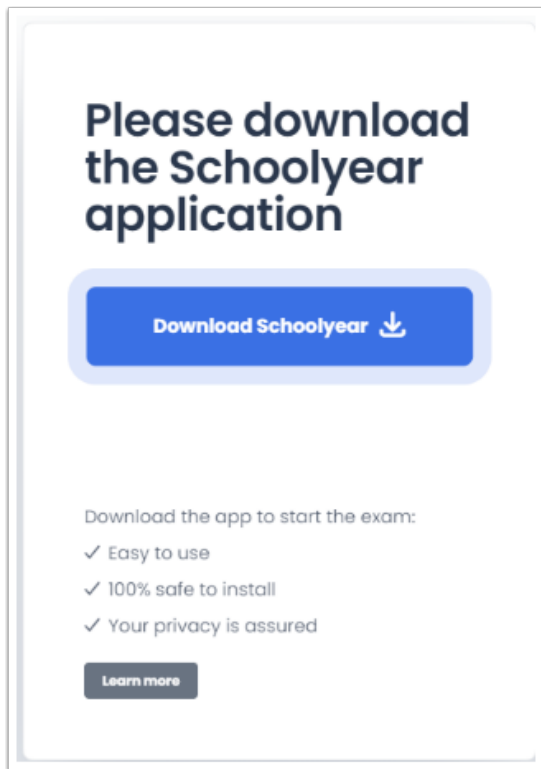 Please download
the Schoolyear
application
Download Schoolyear
Download the app to start the exam:
Easy to use
100% safe to install
Your privacy is assured
Learn more